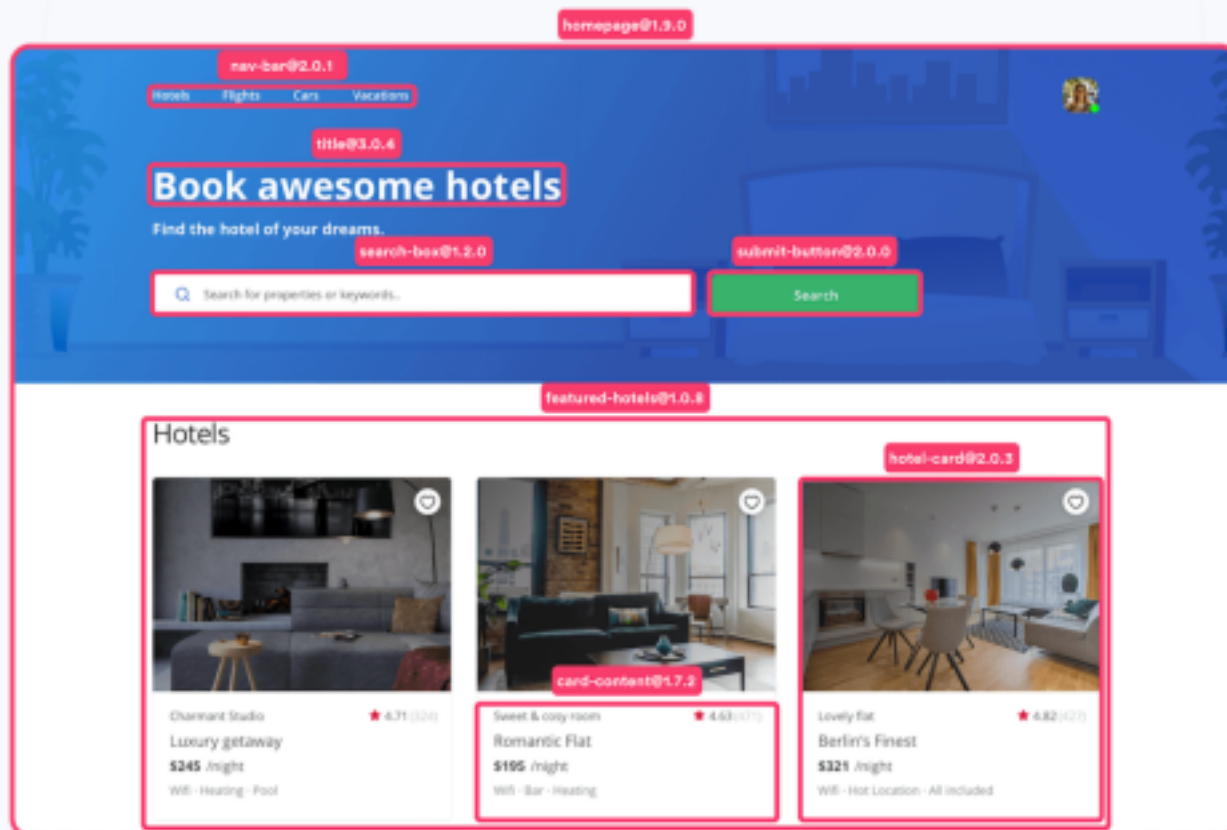 homepage@1.9.0
nav-bar@2.0.1
Hotels Flights Cars Vacations
title@3.0.4
Book awesome hotels
Find the hotel of your dreams.
search-box@1.2.0 submit-button@2.0.0
Search for properties or keywords.. Search
featured-hotels@1.0.8
Hotels
hotel-card@2.0.3
card-content@1.7.2
Charmant Studio 4.71 (324)
Luxury getaway
$245 /night
Wifi · Heating · Pool
Sweet & cosy room 4.63 (471)
Romantic Flat
$195 /night
Wifi · Bar · Heating
Lovely flat 4.82 (427)
Berlin's Finest
$321 /night
Wifi · Hot Location · All included